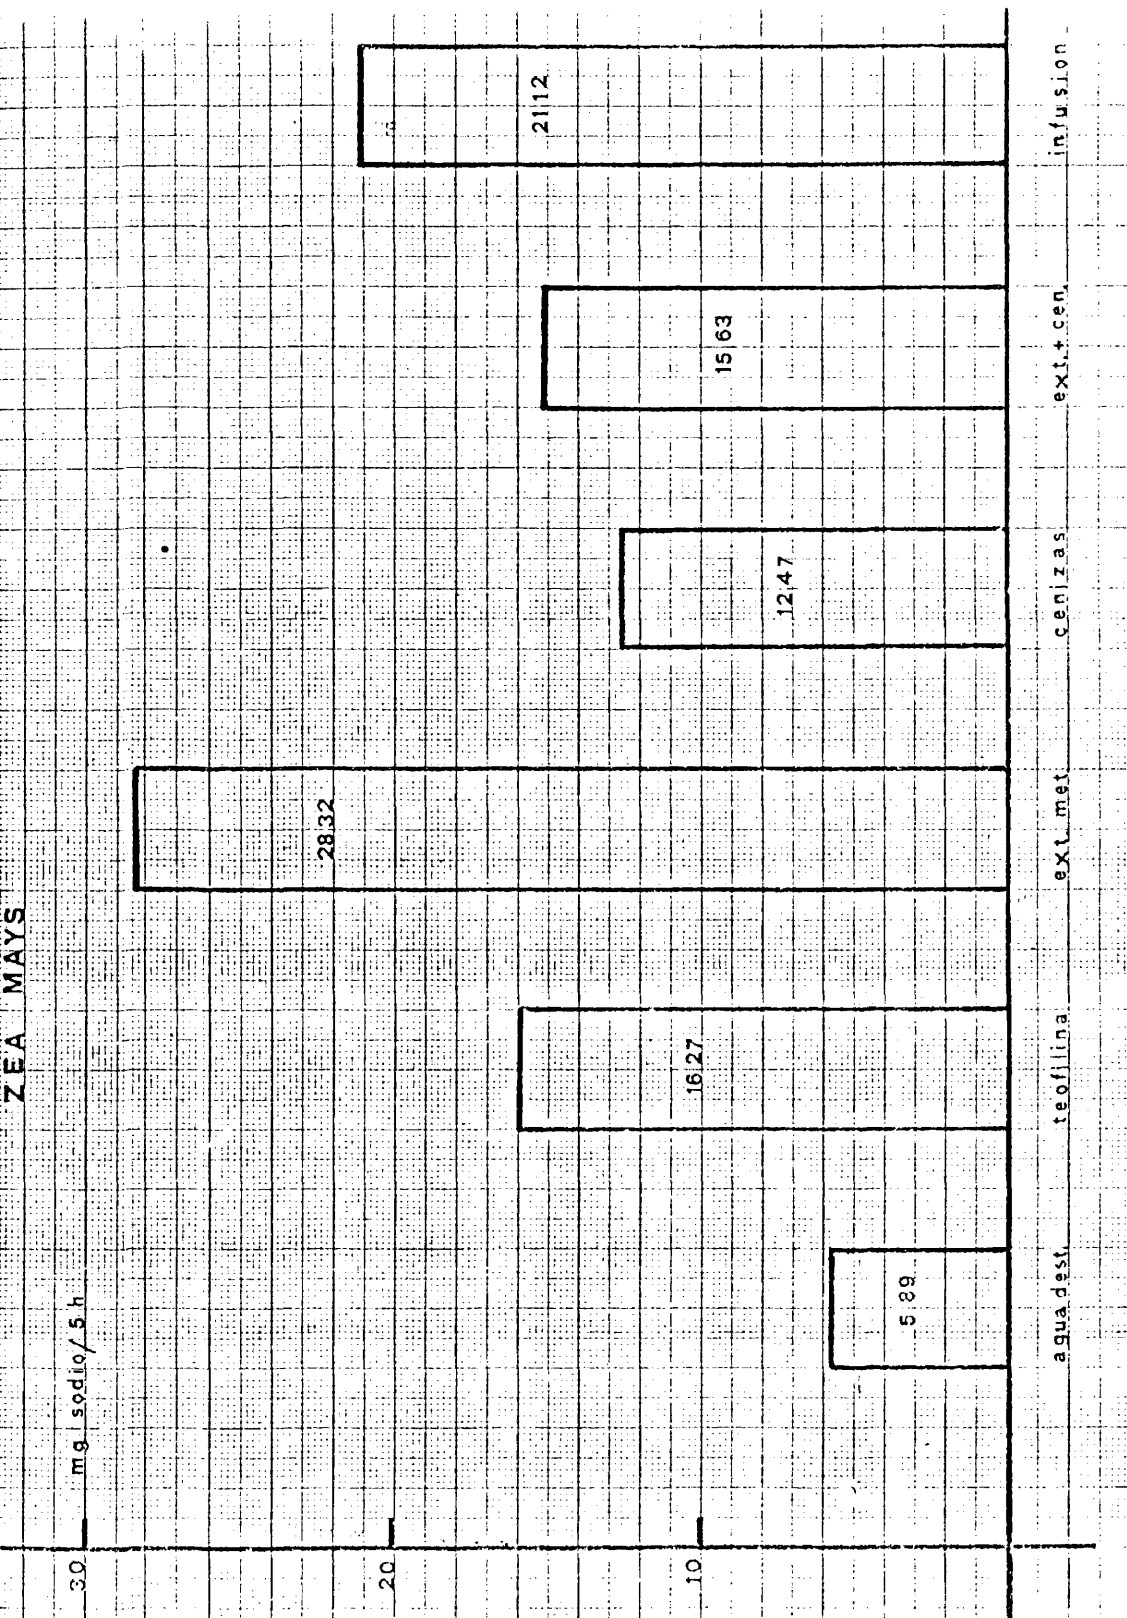 ZEA MAYS
mg sodio/5h
30
20
10
5.89
16.27
28.32
12.47
15.63
21.12
agua dest.
teofilina
ext. met.
cenizas
ext.+cen.
infusion